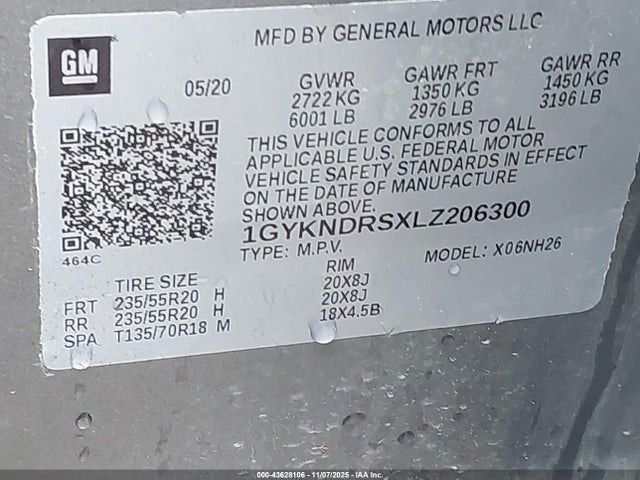 MFD BY GENERAL MOTORS LLC
GM
05/20
GVWR GAWR FRT GAWR RR
2722 KG 1350 KG 1450 KG
6001 LB 2976 LB 3196 LB
THIS VEHICLE CONFORMS TO ALL
APPLICABLE U.S. FEDERAL MOTOR
VEHICLE SAFETY STANDARDS IN EFFECT
ON THE DATE OF MANUFACTURE
SHOWN ABOVE.
1GYKNDRSXLZ206300
464C
TYPE: M.P.V. MODEL: X06NH26
TIRE SIZE RIM
FRT 235/55R20 H 20X8J
RR 235/55R20 H 20X8J
SPA T135/70R18 M 18X4.5B
000-43628106 - 11/07/2025 - IAA Inc.